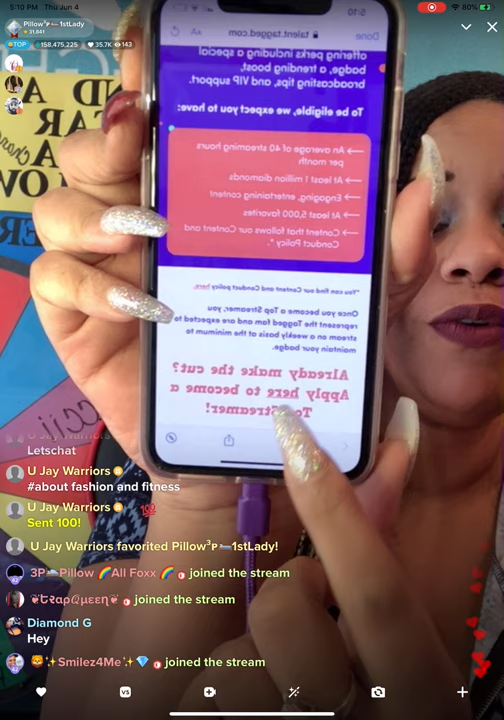 5:10 PM Thu Jun 4
80%
Pillow³ᴾ🛏1stLady
31,841
TOP 158,475,225 35.7K 143
5:10
Done talent.tagged.com AA
offering perks including a special
badge, a trending boost,
broadcasting tips, and VIP support.
To be eligible, we expect you to have:
An average of 40 streaming hours
per month
At least 1 million diamonds
Engaging, entertaining content
At least 5,000 favorites
Content that follows our Content and
Conduct Policy *.
*You can find our Content and Conduct policy here.
Once you become a Top Streamer, you
represent the Tagged fam and are expected to
stream on a weekly basis at the minimum to
maintain your badge.
Already make the cut?
Apply here to become a
Streamer!
U Jay Warriors
Letschat
U Jay Warriors
#about fashion and fitness
U Jay Warriors
Sent 100!
💯
U Jay Warriors favorited Pillow³ᴾ🛏1stLady!
3P🛏Pillow 🌈All Foxx 🌈 joined the stream
joined the stream
Diamond G
Hey
🦁✨Smilez4Me✨💎 joined the stream
VS